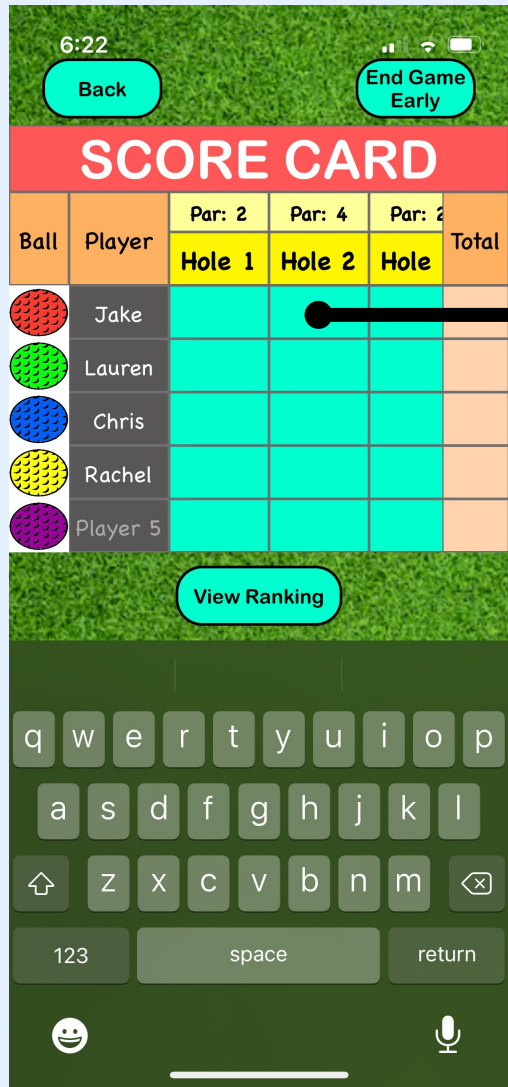 6:22
Back
End Game
Early
SCORE CARD
Ball
Player
Par: 2
Par: 4
Par:
Total
Hole 1
Hole 2
Hole
Jake
Lauren
Chris
Rachel
Player 5
View Ranking
q w e r t y u i o p
a s d f g h j k l
z x c v b n m
123
space
return